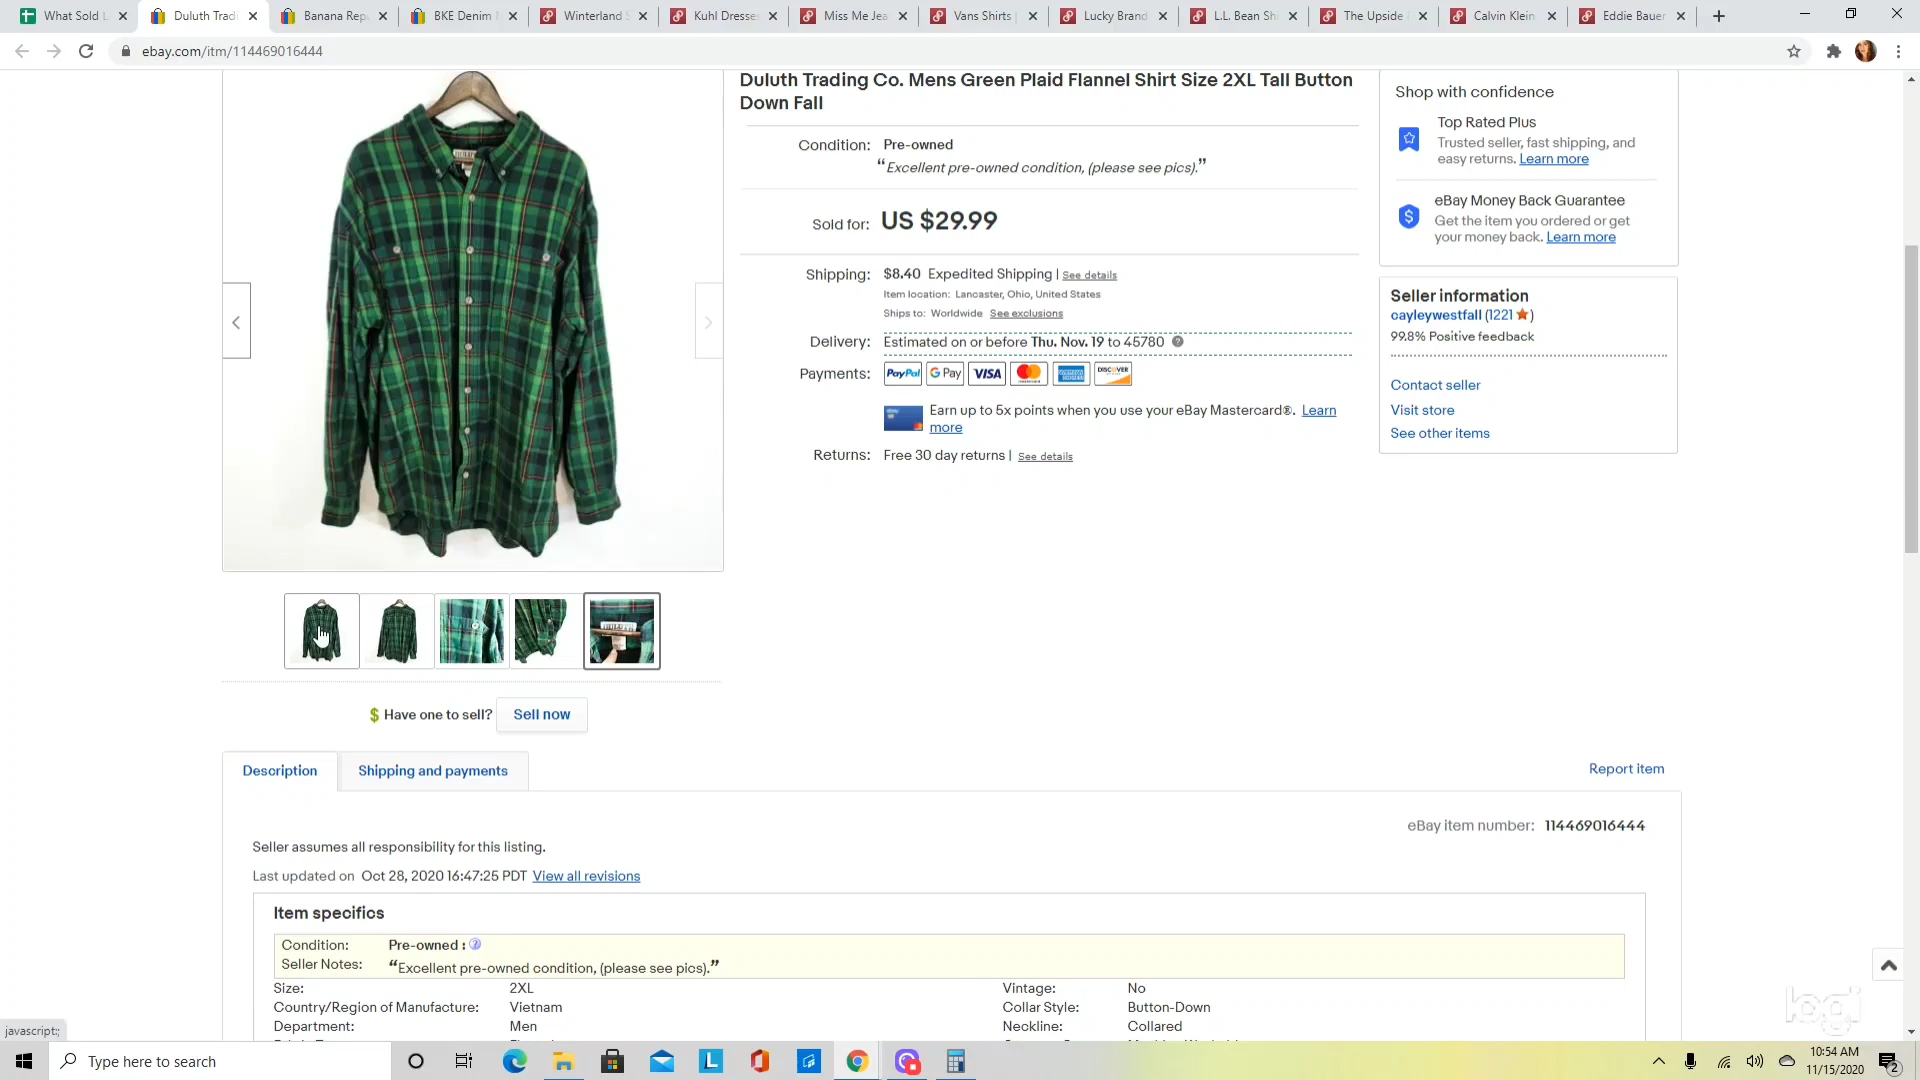 What Sold L
Duluth Tradi
Banana Repu
BKE Denim
Winterland S
Kuhl Dresses
Miss Me Jea
Vans Shirts
Lucky Brand
L.L. Bean Sh
The Upside
Calvin Klein
Eddie Bauer
ebay.com/itm/114469016444
Duluth Trading Co. Mens Green Plaid Flannel Shirt Size 2XL Tall Button
Down Fall
Condition: Pre-owned
“Excellent pre-owned condition, (please see pics).”
Sold for: US $29.99
Shipping: $8.40 Expedited Shipping | See details
Item location: Lancaster, Ohio, United States
Ships to: Worldwide See exclusions
Delivery: Estimated on or before Thu. Nov. 19 to 45780
Payments: PayPal G Pay VISA DISCOVER
Earn up to 5x points when you use your eBay Mastercard®. Learn
more
Returns: Free 30 day returns | See details
Shop with confidence
Top Rated Plus
Trusted seller, fast shipping, and
easy returns. Learn more
eBay Money Back Guarantee
Get the item you ordered or get
your money back. Learn more
Seller information
cayleywestfall (1221)
99.8% Positive feedback
Contact seller
Visit store
See other items
$ Have one to sell? Sell now
Description
Shipping and payments
Report item
eBay item number: 114469016444
Seller assumes all responsibility for this listing.
Last updated on Oct 28, 2020 16:47:25 PDT View all revisions
Item specifics
Condition: Pre-owned :
Seller Notes: “Excellent pre-owned condition, (please see pics).”
Size: 2XL
Vintage: No
Country/Region of Manufacture: Vietnam
Collar Style: Button-Down
Department: Men
Neckline: Collared
logi
javascript:;
Type here to search
10:54 AM
11/15/2020
2